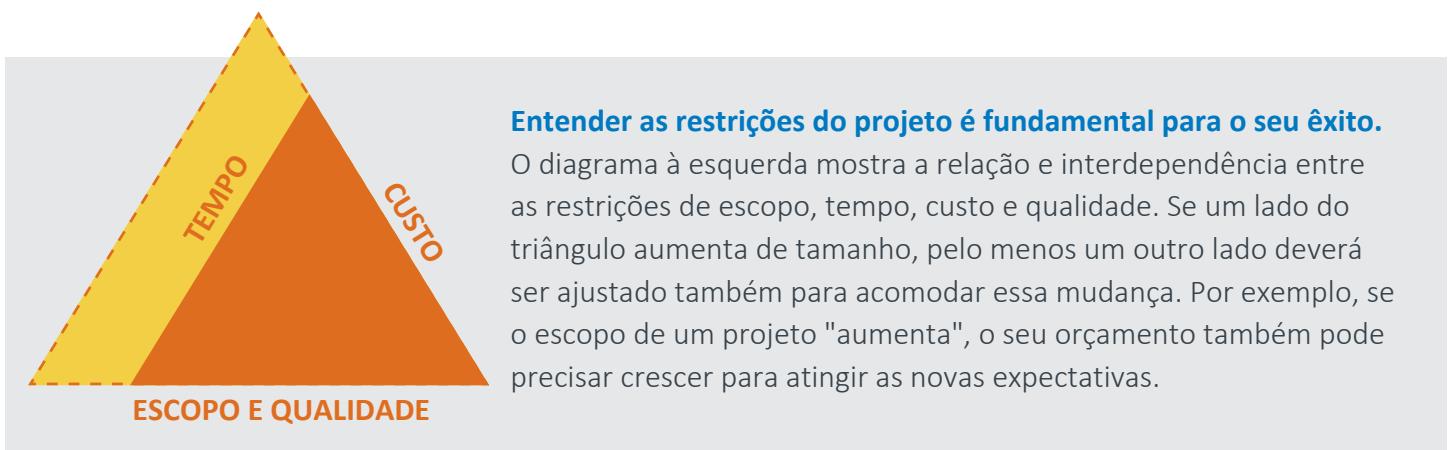 TEMPO
CUSTO
ESCOPO E QUALIDADE
Entender as restrições do projeto é fundamental para o seu êxito.
O diagrama à esquerda mostra a relação e interdependência entre
as restrições de escopo, tempo, custo e qualidade. Se um lado do
triângulo aumenta de tamanho, pelo menos um outro lado deverá
ser ajustado também para acomodar essa mudança. Por exemplo, se
o escopo de um projeto "aumenta", o seu orçamento também pode
precisar crescer para atingir as novas expectativas.